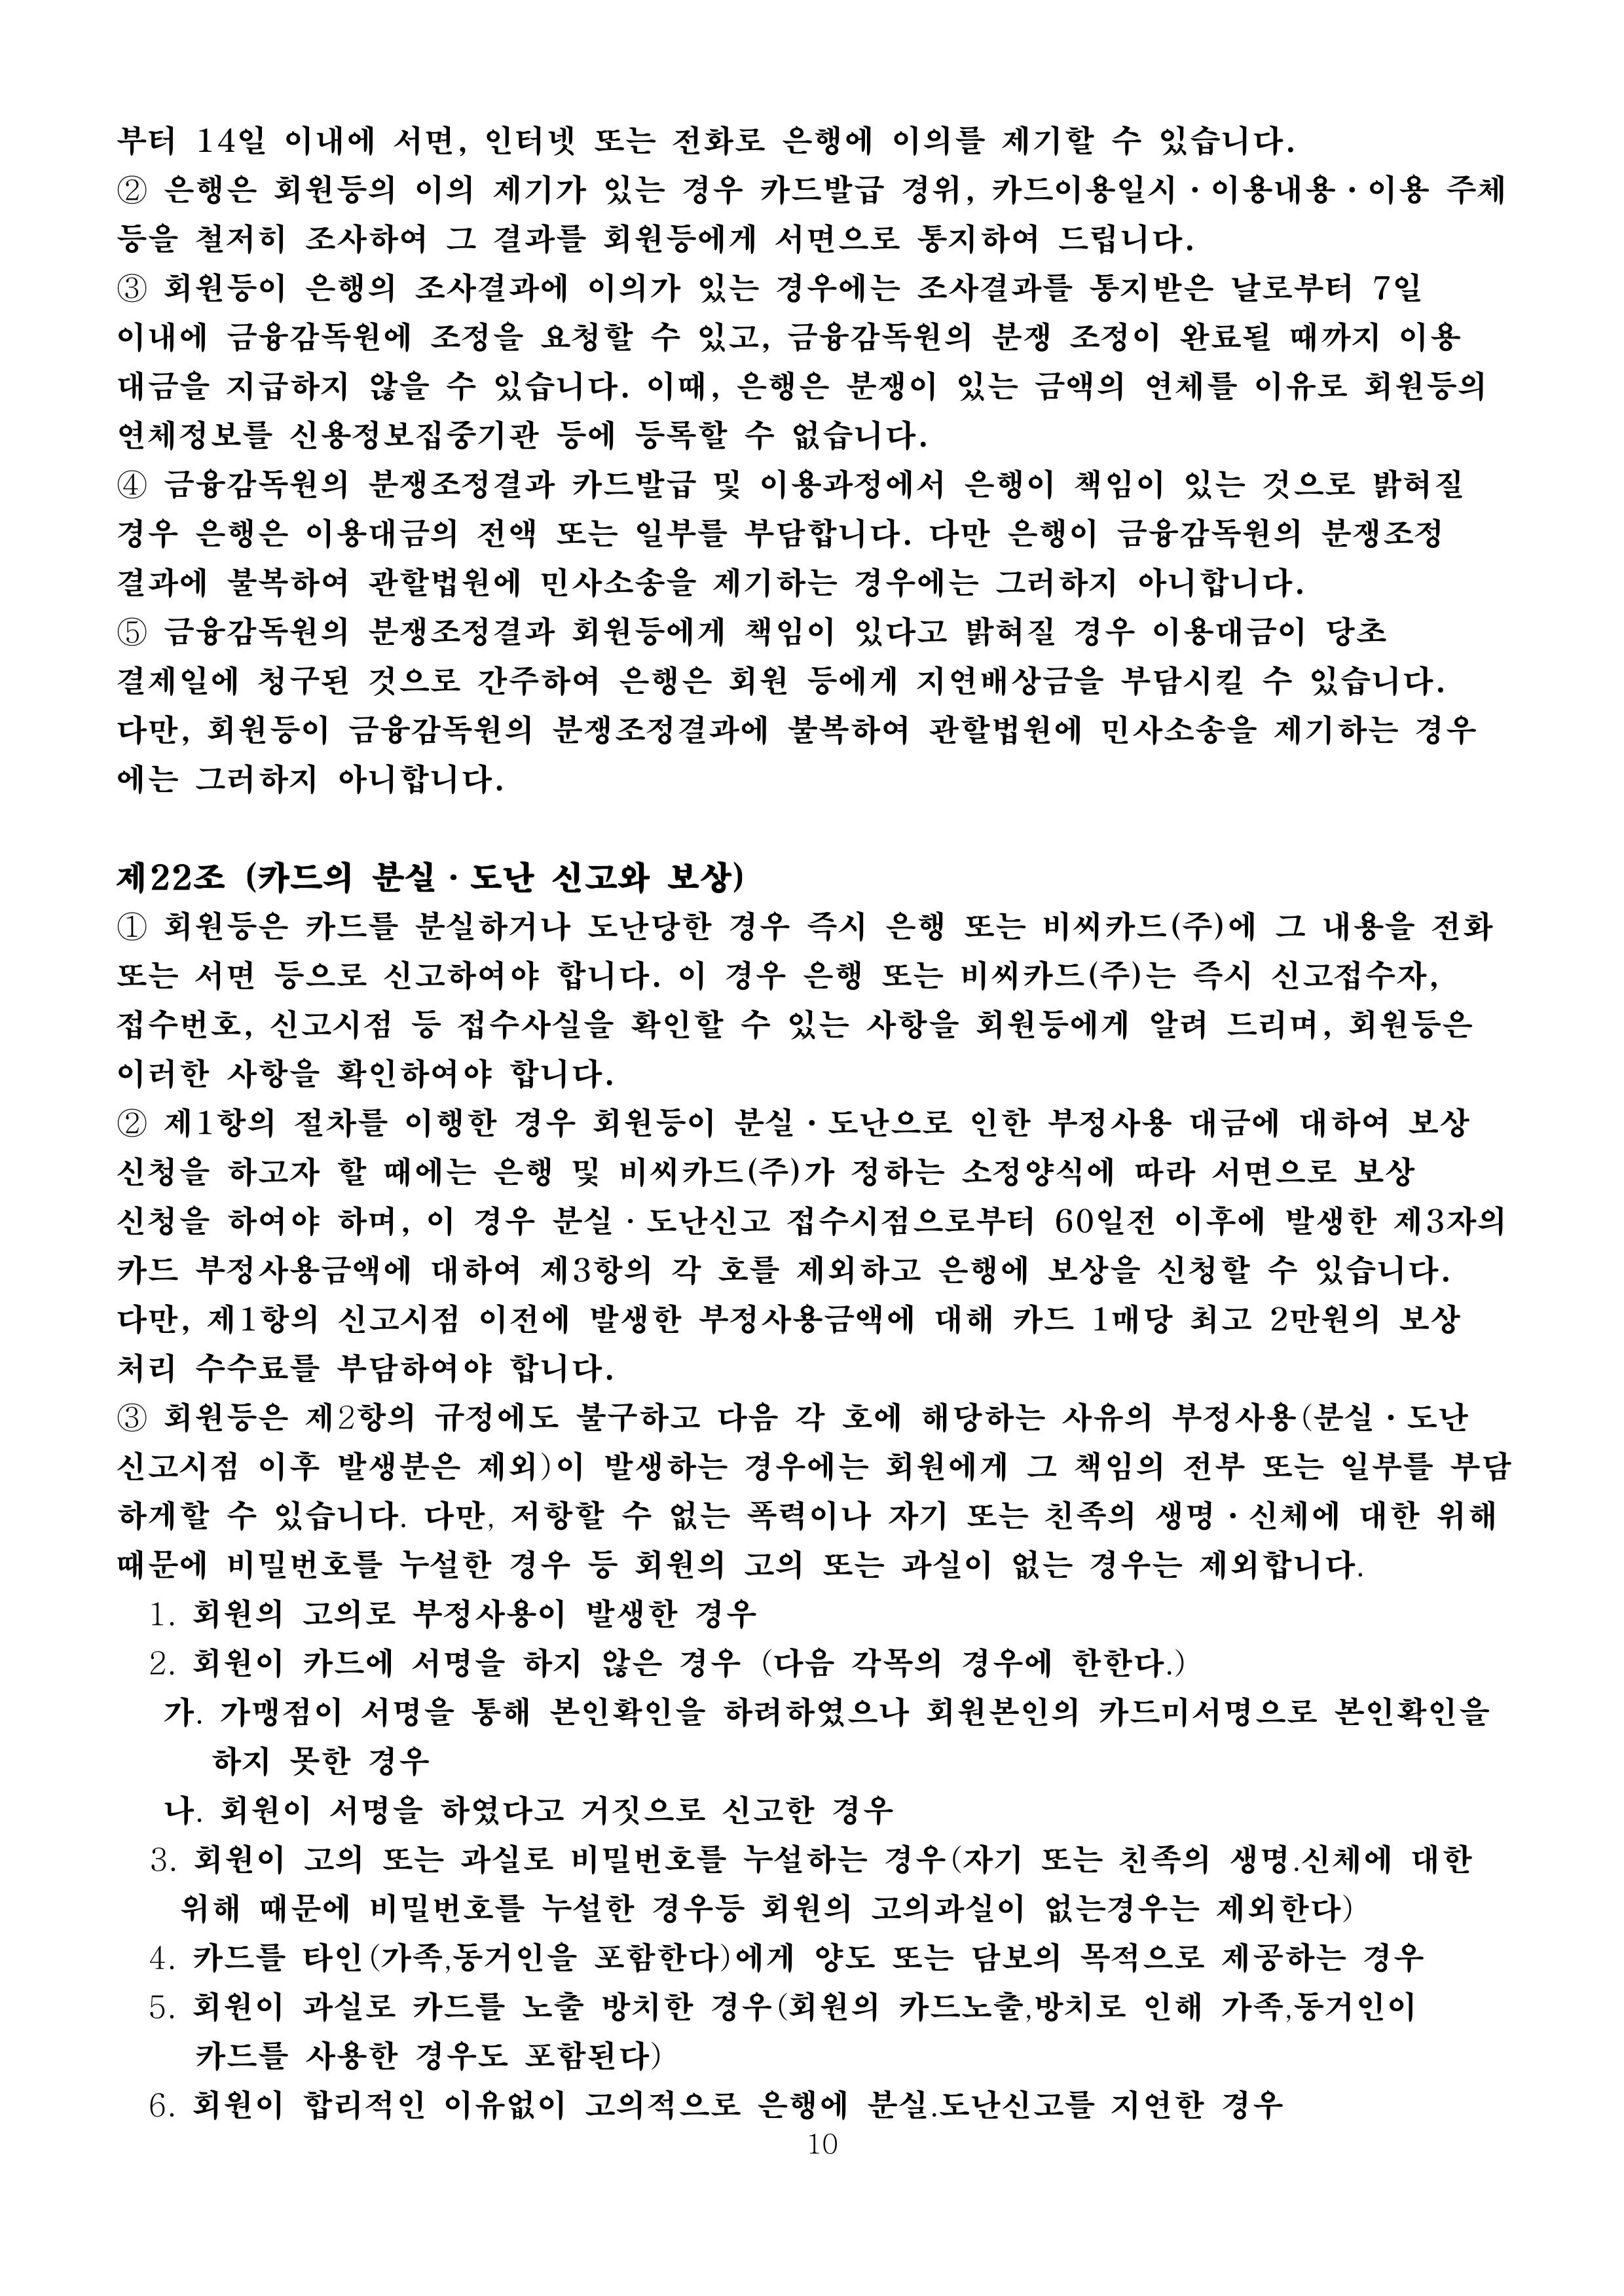 부터 14일 이내에 서면, 인터넷 또는 전화로 은행에 이의를 제기할 수 있습니다.
② 은행은 회원등의 이의 제기가 있는 경우 카드발급 경위, 카드이용일시·이용내용·이용 주체
등을 철저히 조사하여 그 결과를 회원등에게 서면으로 통지하여 드립니다.
③ 회원등이 은행의 조사결과에 이의가 있는 경우에는 조사결과를 통지받은 날로부터 7일
이내에 금융감독원에 조정을 요청할 수 있고, 금융감독원의 분쟁 조정이 완료될 때까지 이용
대금을 지급하지 않을 수 있습니다. 이때, 은행은 분쟁이 있는 금액의 연체를 이유로 회원등의
연체정보를 신용정보집중기관 등에 등록할 수 없습니다.
④ 금융감독원의 분쟁조정결과 카드발급 및 이용과정에서 은행이 책임이 있는 것으로 밝혀질
경우 은행은 이용대금의 전액 또는 일부를 부담합니다. 다만 은행이 금융감독원의 분쟁조정
결과에 불복하여 관할법원에 민사소송을 제기하는 경우에는 그러하지 아니합니다.
⑤ 금융감독원의 분쟁조정결과 회원등에게 책임이 있다고 밝혀질 경우 이용대금이 당초
결제일에 청구된 것으로 간주하여 은행은 회원 등에게 지연배상금을 부담시킬 수 있습니다.
다만, 회원등이 금융감독원의 분쟁조정결과에 불복하여 관할법원에 민사소송을 제기하는 경우
에는 그러하지 아니합니다.
제22조 (카드의 분실·도난 신고와 보상)
① 회원등은 카드를 분실하거나 도난당한 경우 즉시 은행 또는 비씨카드(주)에 그 내용을 전화
또는 서면 등으로 신고하여야 합니다. 이 경우 은행 또는 비씨카드(주)는 즉시 신고접수자,
접수번호, 신고시점 등 접수사실을 확인할 수 있는 사항을 회원등에게 알려 드리며, 회원등은
이러한 사항을 확인하여야 합니다.
② 제1항의 절차를 이행한 경우 회원등이 분실·도난으로 인한 부정사용 대금에 대하여 보상
신청을 하고자 할 때에는 은행 및 비씨카드(주)가 정하는 소정양식에 따라 서면으로 보상
신청을 하여야 하며, 이 경우 분실·도난신고 접수시점으로부터 60일전 이후에 발생한 제3자의
카드 부정사용금액에 대하여 제3항의 각 호를 제외하고 은행에 보상을 신청할 수 있습니다.
다만, 제1항의 신고시점 이전에 발생한 부정사용금액에 대해 카드 1매당 최고 2만원의 보상
처리 수수료를 부담하여야 합니다.
③ 회원등은 제2항의 규정에도 불구하고 다음 각 호에 해당하는 사유의 부정사용(분실·도난
신고시점 이후 발생분은 제외)이 발생하는 경우에는 회원에게 그 책임의 전부 또는 일부를 부담
하게할 수 있습니다. 다만, 저항할 수 없는 폭력이나 자기 또는 친족의 생명·신체에 대한 위해
때문에 비밀번호를 누설한 경우 등 회원의 고의 또는 과실이 없는 경우는 제외합니다.
1. 회원의 고의로 부정사용이 발생한 경우
2. 회원이 카드에 서명을 하지 않은 경우 (다음 각목의 경우에 한한다.)
가. 가맹점이 서명을 통해 본인확인을 하려하였으나 회원본인의 카드미서명으로 본인확인을
하지 못한 경우
나. 회원이 서명을 하였다고 거짓으로 신고한 경우
3. 회원이 고의 또는 과실로 비밀번호를 누설하는 경우(자기 또는 친족의 생명.신체에 대한
위해 때문에 비밀번호를 누설한 경우등 회원의 고의과실이 없는경우는 제외한다)
4. 카드를 타인(가족,동거인을 포함한다)에게 양도 또는 담보의 목적으로 제공하는 경우
5. 회원이 과실로 카드를 노출 방치한 경우(회원의 카드노출,방치로 인해 가족,동거인이
카드를 사용한 경우도 포함된다)
6. 회원이 합리적인 이유없이 고의적으로 은행에 분실.도난신고를 지연한 경우
10